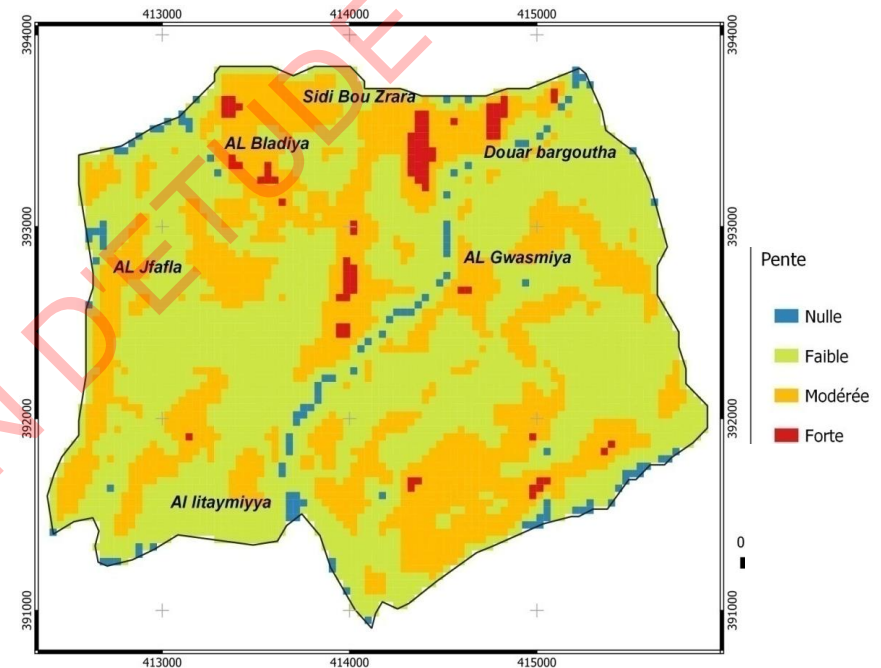 413000
414000
415000
394000
394000
Sidi Bou Zrara
AL Bladiya
Douar bargoutha
393000
393000
AL Jfafla
AL Gwasmiya
Pente
Nulle
Faible
Modérée
Forte
392000
392000
Al litaymiyya
0
391000
391000
413000
414000
415000
N D'ETUDE